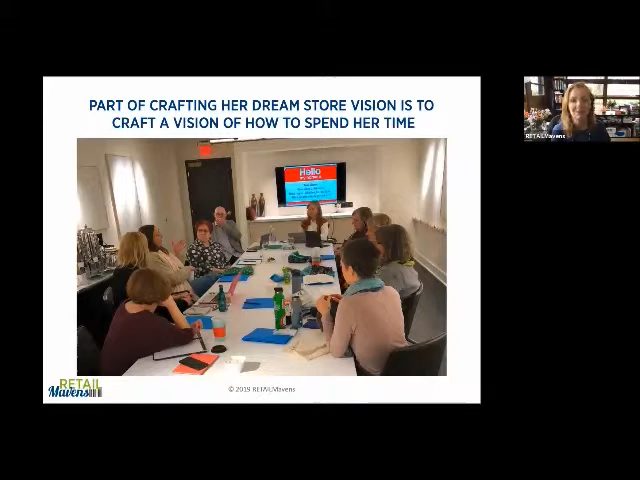 PART OF CRAFTING HER DREAM STORE VISION IS TO
CRAFT A VISION OF HOW TO SPEND HER TIME
Hello
RETAIL
Mavens
© 2019 RETAILMavens
RETAILMavens